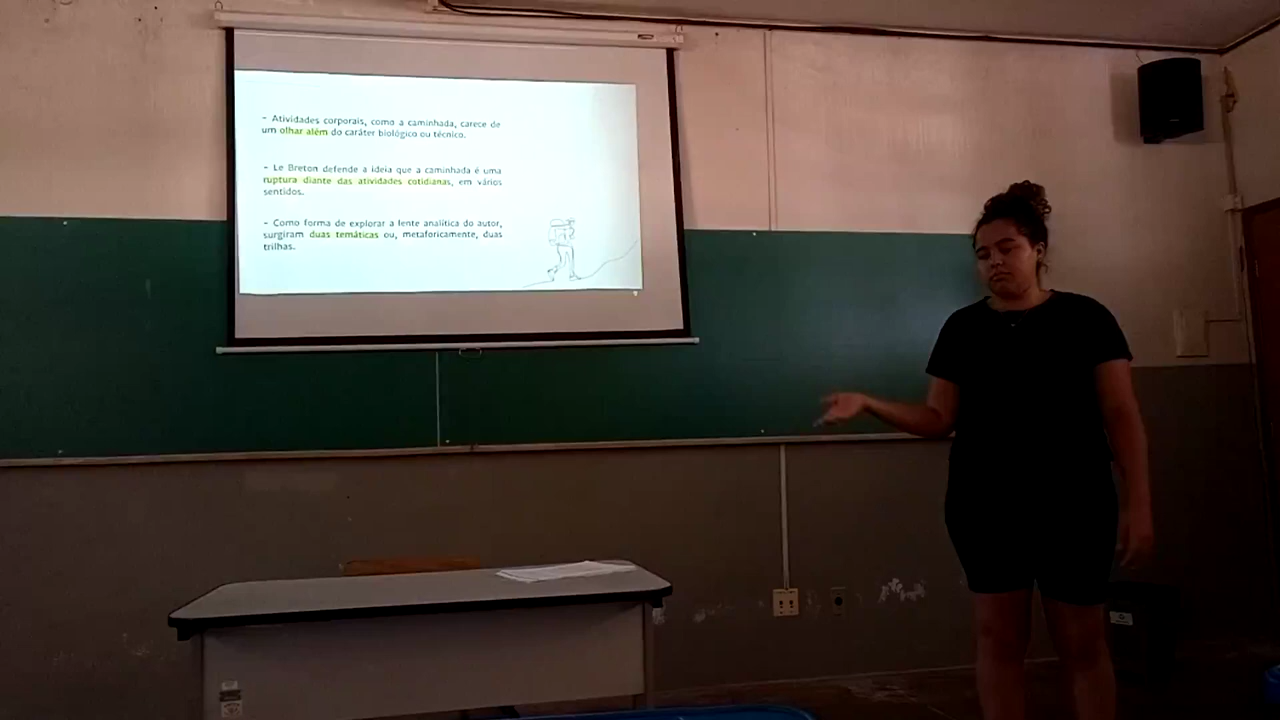 - Atividades corporais, como a caminhada, carece de
um olhar além do caráter biológico ou técnico.
- Le Breton defende a ideia que a caminhada é uma
ruptura diante das atividades cotidianas, em vários
sentidos.
- Como forma de explorar a lente analítica do autor,
surgiram duas temáticas ou, metaforicamente, duas
trilhas.